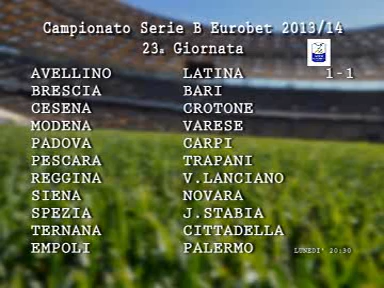 Campionato Serie B Eurobet 2013/14
23a Giornata
AVELLINO LATINA 1-1
BRESCIA BARI
CESENA CROTONE
MODENA VARESE
PADOVA CARPI
PESCARA TRAPANI
REGGINA V.LANCIANO
SIENA NOVARA
SPEZIA J.STABIA
TERNANA CITTADELLA
EMPOLI PALERMO LUNEDI' 20:30